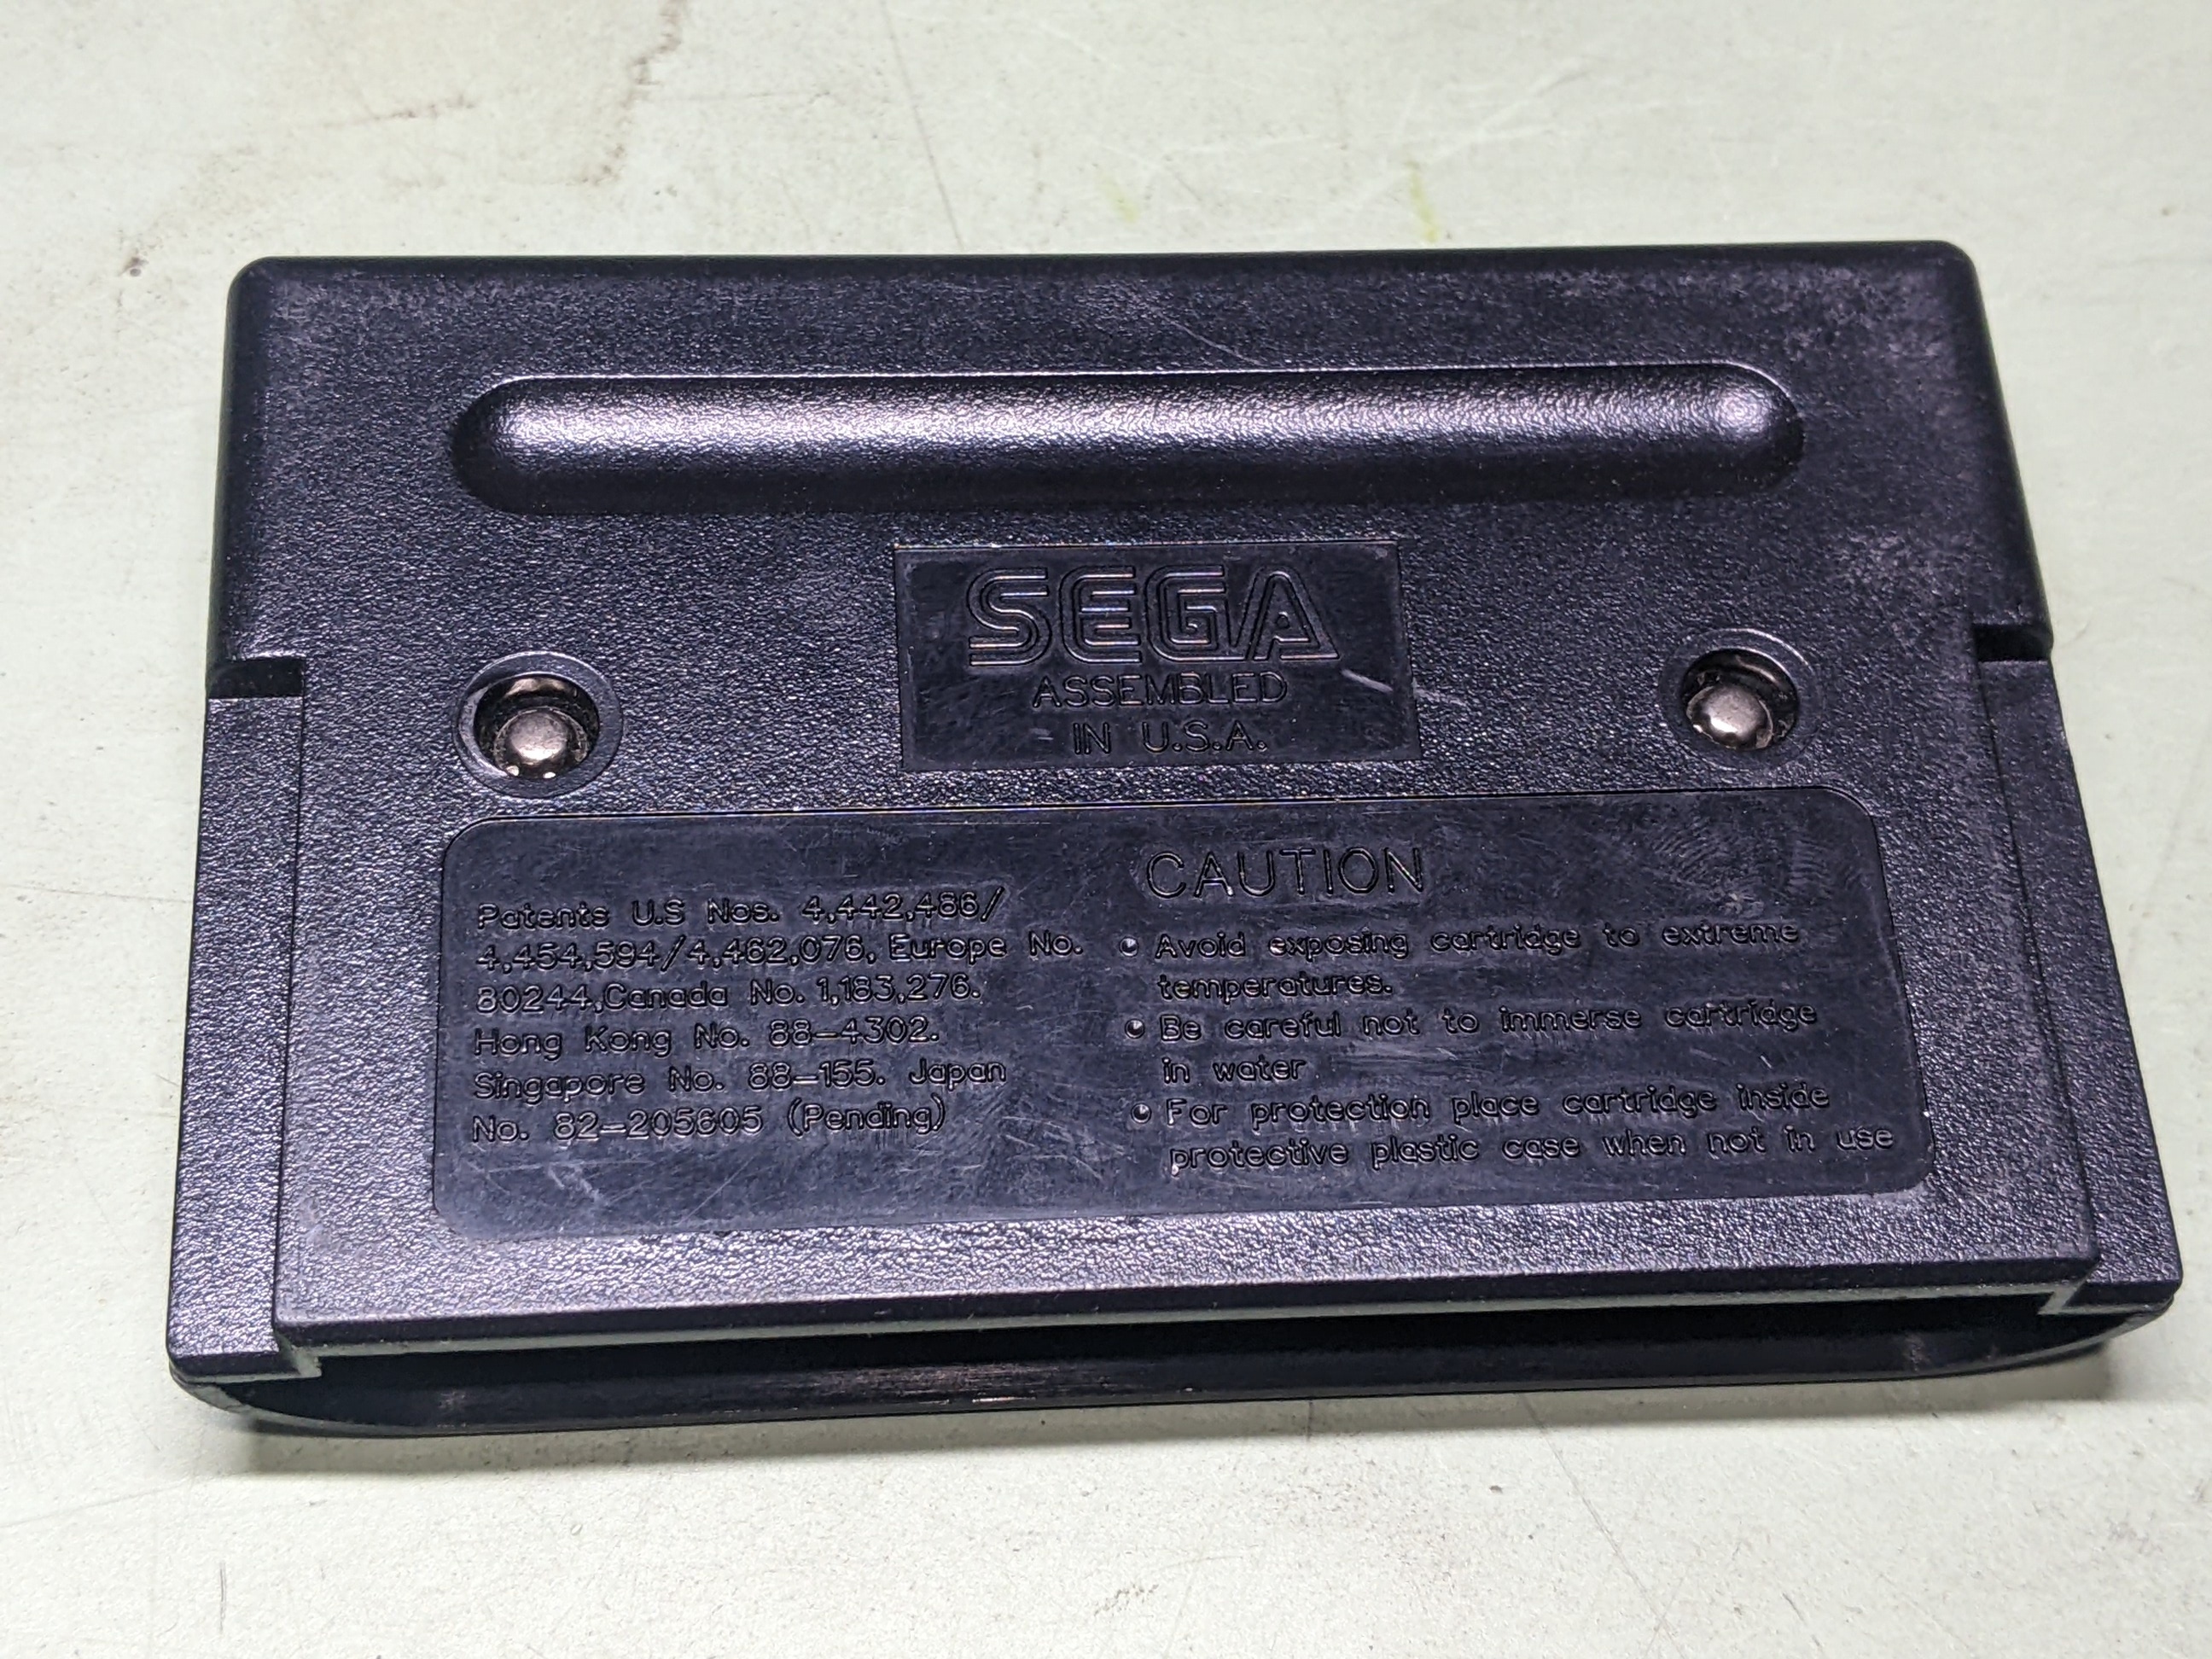 SEGA
ASSEMBLED
IN U.S.A.
Patents U.S Nos. 4,442,486/
4,454,594/4,462,076, Europe No.
80244,Canada No. 1,183,276.
Hong Kong No. 88-4302.
Singapore No. 88-155. Japan
No. 82-205605 (Pending)
CAUTION
• Avoid exposing cartridge to extreme
temperatures.
• Be careful not to immerse cartridge
in water
• For protection place cartridge inside
protective plastic case when not in use